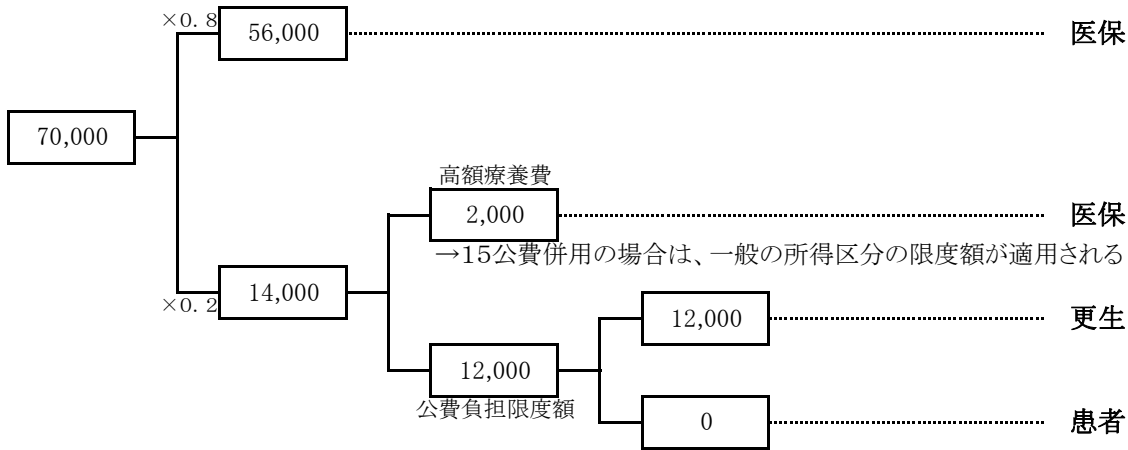 ×0.8
56,000
医保
70,000
高額療養費
2,000
医保
→15公費併用の場合は、一般の所得区分の限度額が適用される
×0.2
14,000
12,000
更生
12,000
公費負担限度額
0
患者